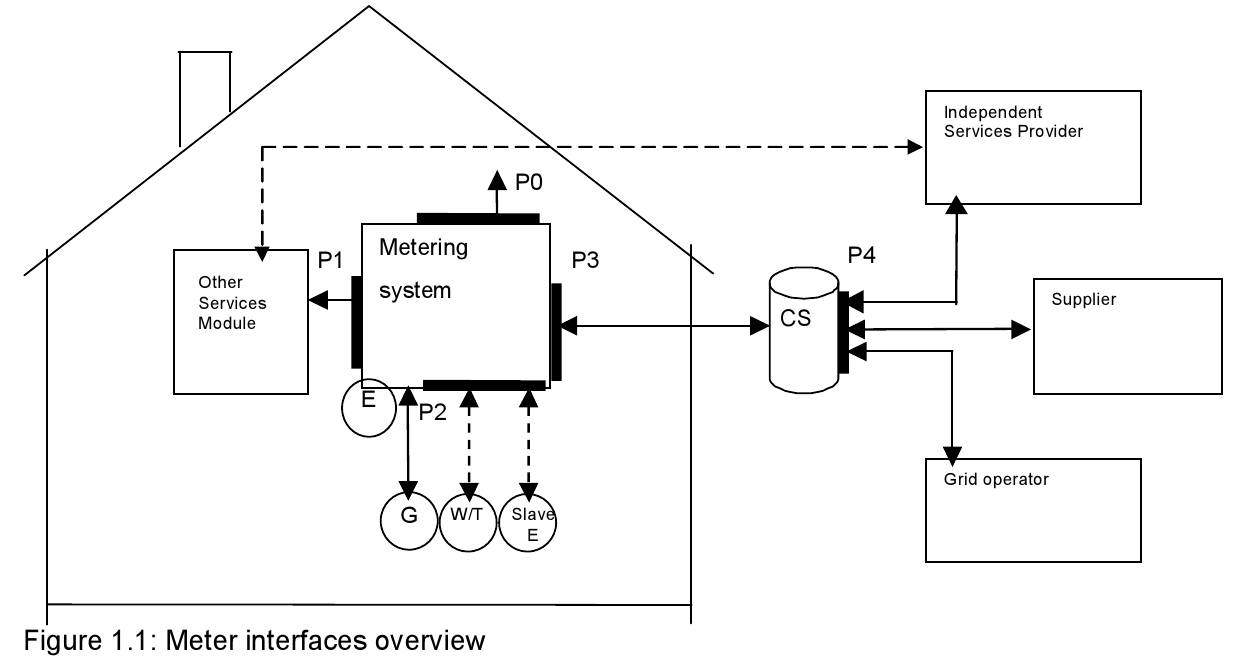 Independent
Services Provider
P0
Metering
system
P1
P3
P4
Other
Services
Module
CS
Supplier
E
P2
G
W/T
Slave
E
Grid operator
Figure 1.1: Meter interfaces overview